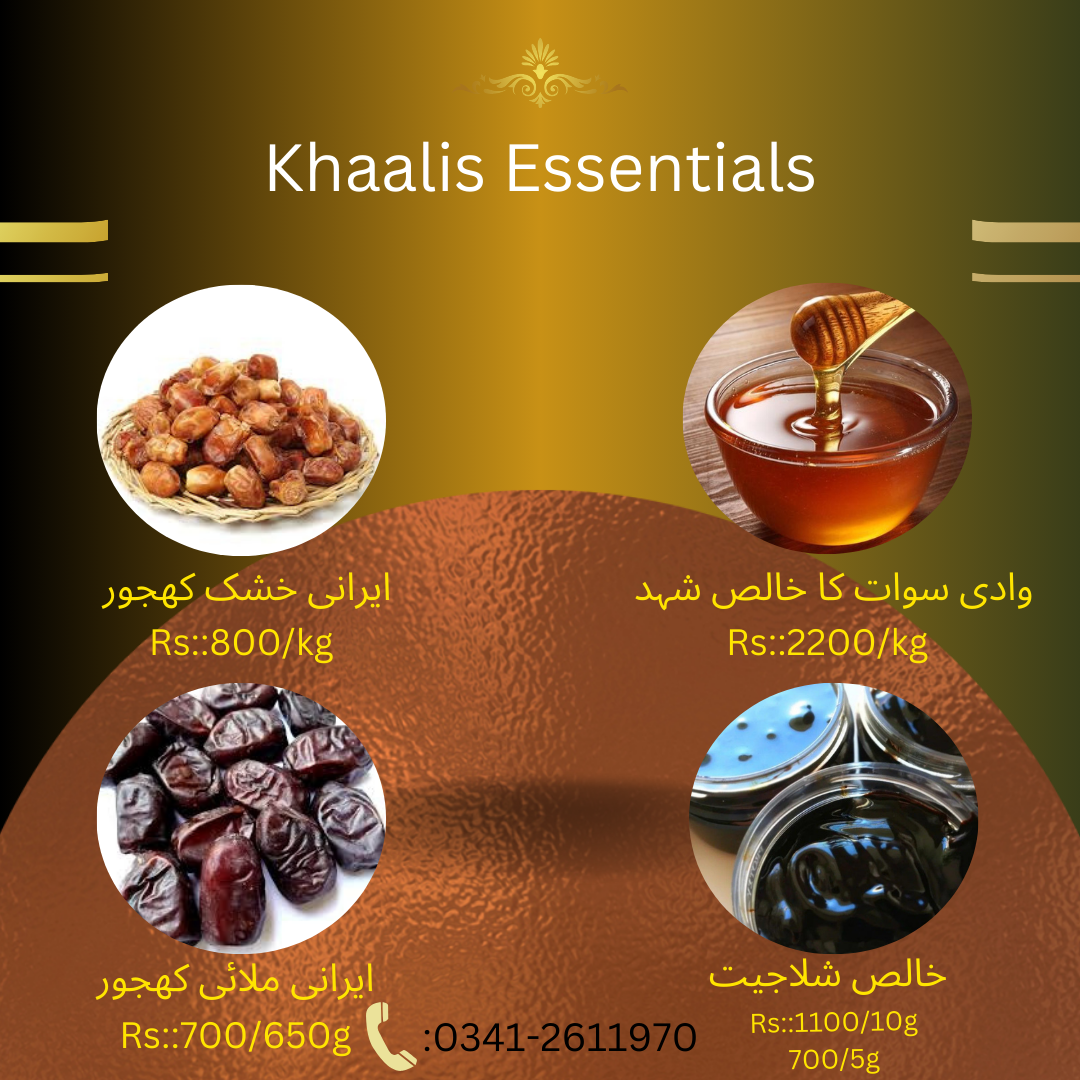 Khaalis Essentials
ایرانی خشک کھجور
Rs::800/kg
وادی سوات کا خالص شہد
Rs::2200/kg
ایرانی ملائی کھجور
Rs::700/650g
خالص شلاجیت
Rs::1100/10g
700/5g
:0341-2611970